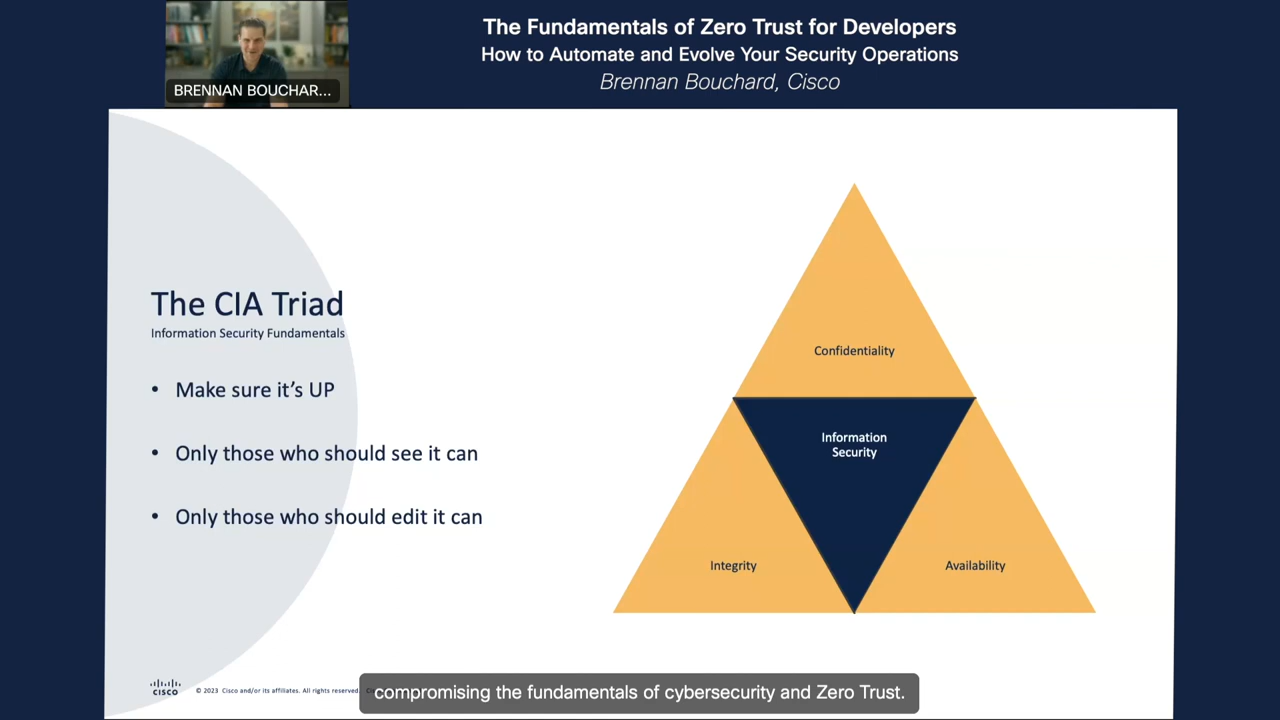 The Fundamentals of Zero Trust for Developers
How to Automate and Evolve Your Security Operations
Brennan Bouchard, Cisco
BRENNAN BOUCHAR...
The CIA Triad
Information Security Fundamentals
• Make sure it's UP
• Only those who should see it can
• Only those who should edit it can
Confidentiality
Information
Security
Integrity
Availability
CISCO
© 2023 Cisco and/or its affiliates. All rights reserved.
compromising the fundamentals of cybersecurity and Zero Trust.